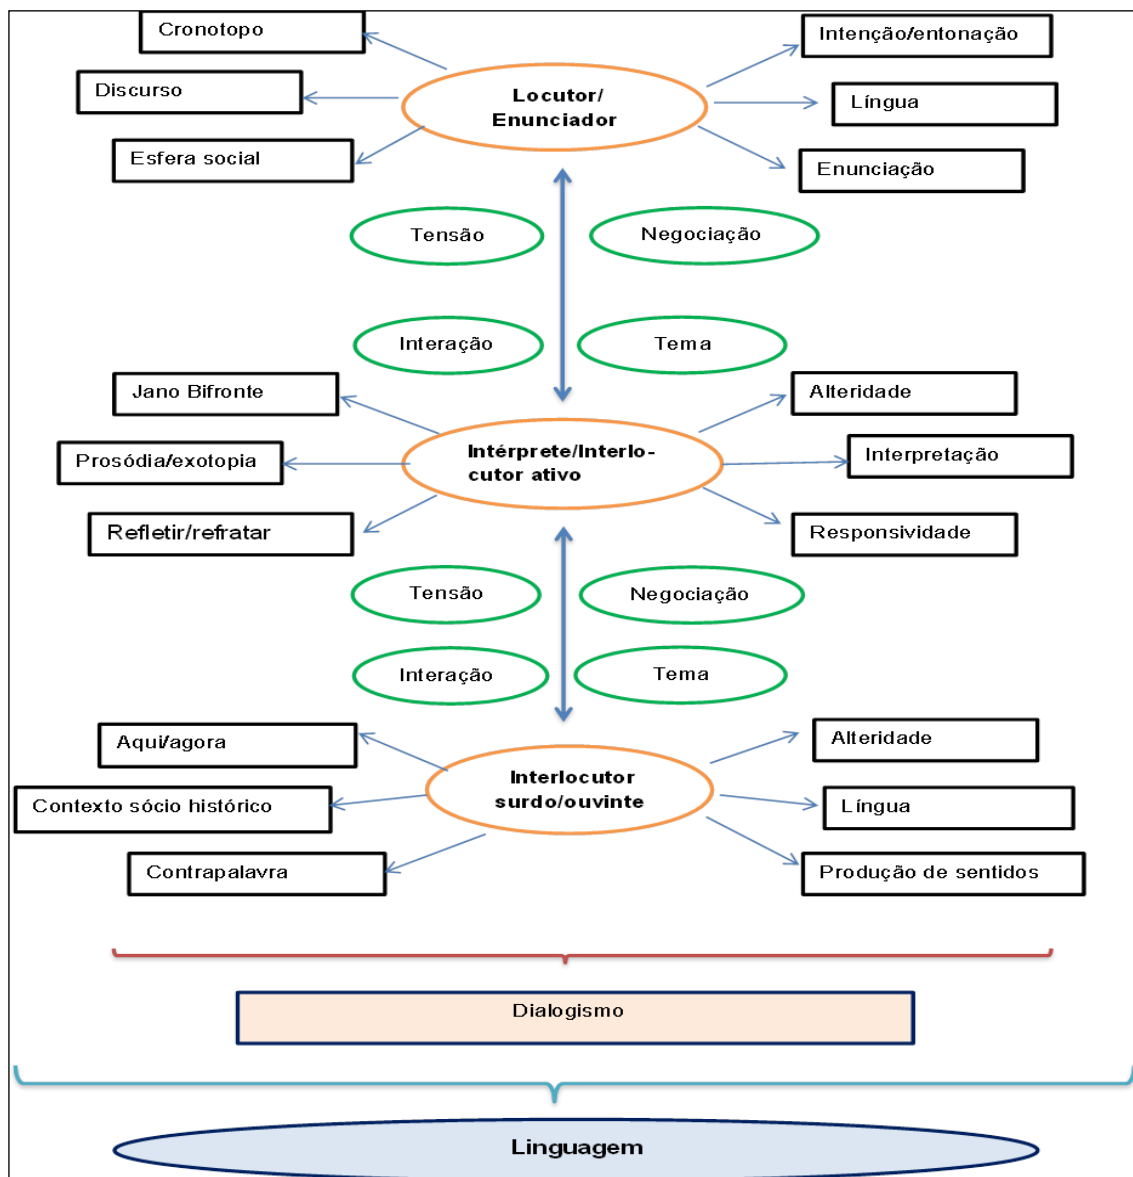 Cronotopo
Intenção/entonação
Discurso
Locutor/
Enunciador
Língua
Esfera social
Enunciação
Tensão
Negociação
Interação
Tema
Jano Bifronte
Alteridade
Prosódia/exotopia
Intérprete/Interlo-
cutor ativo
Interpretação
Refletir/refratar
Responsividade
Tensão
Negociação
Interação
Tema
Aqui/agora
Alteridade
Contexto sócio histórico
Interlocutor
surdo/ouvinte
Língua
Contrapalavra
Produção de sentidos
Dialogismo
Linguagem